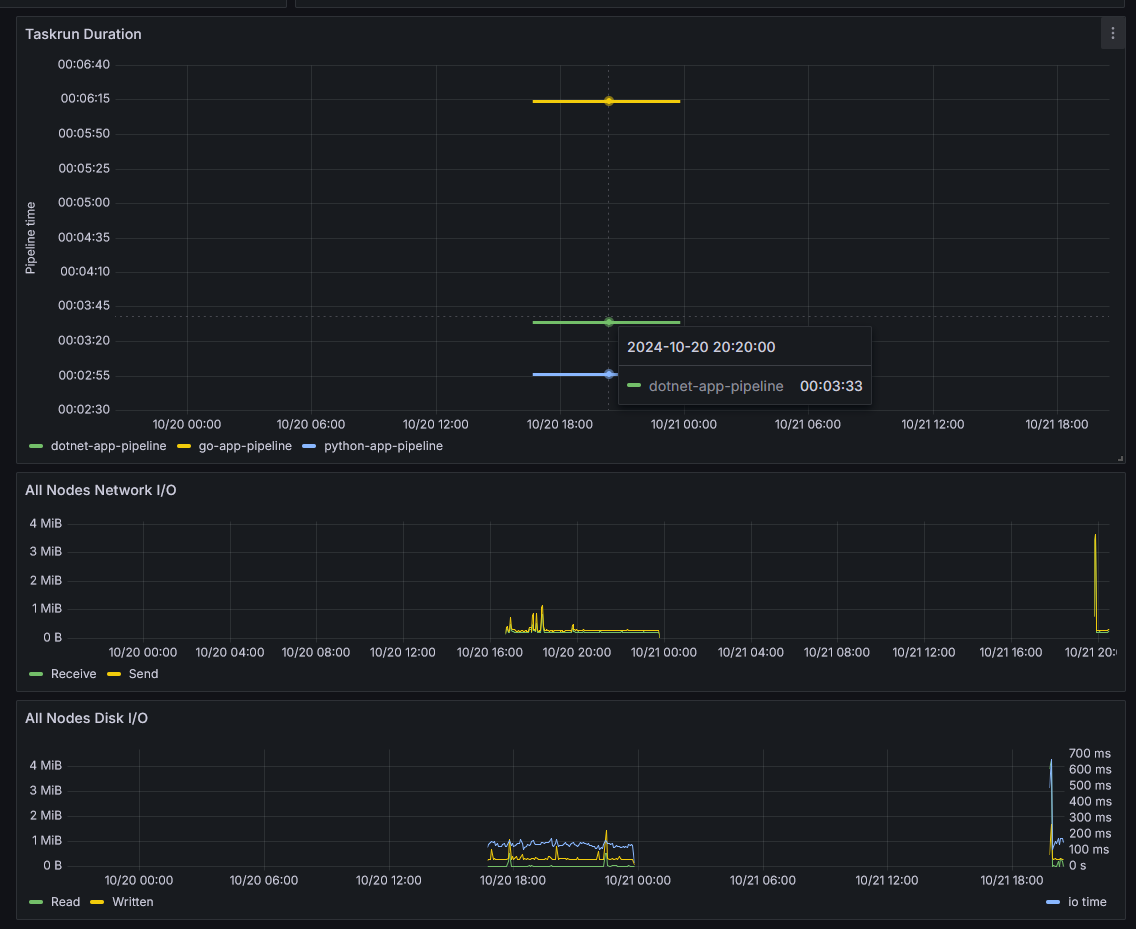 Taskrun Duration
00:06:40
00:06:15
00:05:50
00:05:25
00:05:00
00:04:35
00:04:10
00:03:45
00:03:20
00:02:55
00:02:30
Pipeline time
2024-10-20 20:20:00
dotnet-app-pipeline 00:03:33
10/20 00:00 10/20 06:00 10/20 12:00 10/20 18:00 10/21 00:00 10/21 06:00 10/21 12:00 10/21 18:00
dotnet-app-pipeline go-app-pipeline python-app-pipeline
All Nodes Network I/O
4 MiB
3 MiB
2 MiB
1 MiB
0 B
10/20 00:00 10/20 04:00 10/20 08:00 10/20 12:00 10/20 16:00 10/20 20:00 10/21 00:00 10/21 04:00 10/21 08:00 10/21 12:00 10/21 16:00 10/21 20:
Receive Send
All Nodes Disk I/O
4 MiB
3 MiB
2 MiB
1 MiB
0 B
700 ms
600 ms
500 ms
400 ms
300 ms
200 ms
100 ms
0 s
10/20 00:00 10/20 06:00 10/20 12:00 10/20 18:00 10/21 00:00 10/21 06:00 10/21 12:00 10/21 18:00
Read Written io time